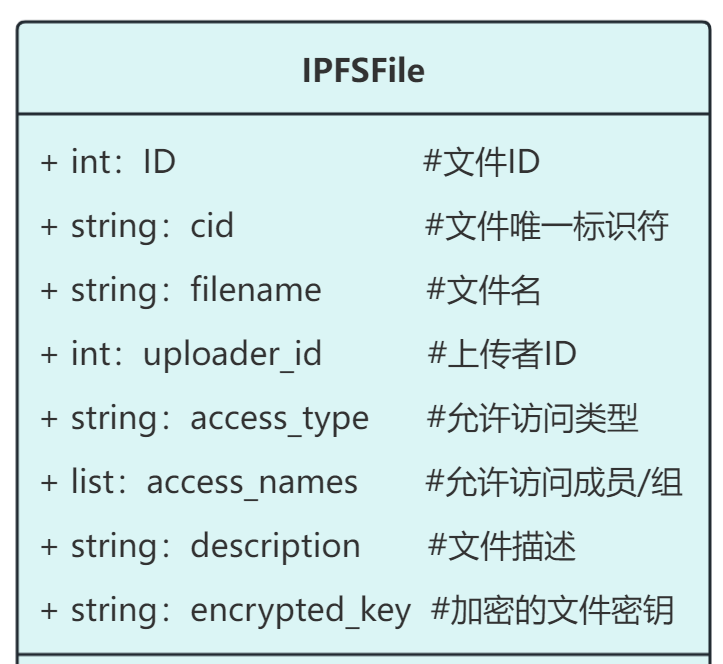 IPFSFile
+ int：ID #文件ID
+ string：cid #文件唯一标识符
+ string：filename #文件名
+ int：uploader_id #上传者ID
+ string：access_type #允许访问类型
+ list：access_names #允许访问成员/组
+ string：description #文件描述
+ string：encrypted_key #加密的文件密钥